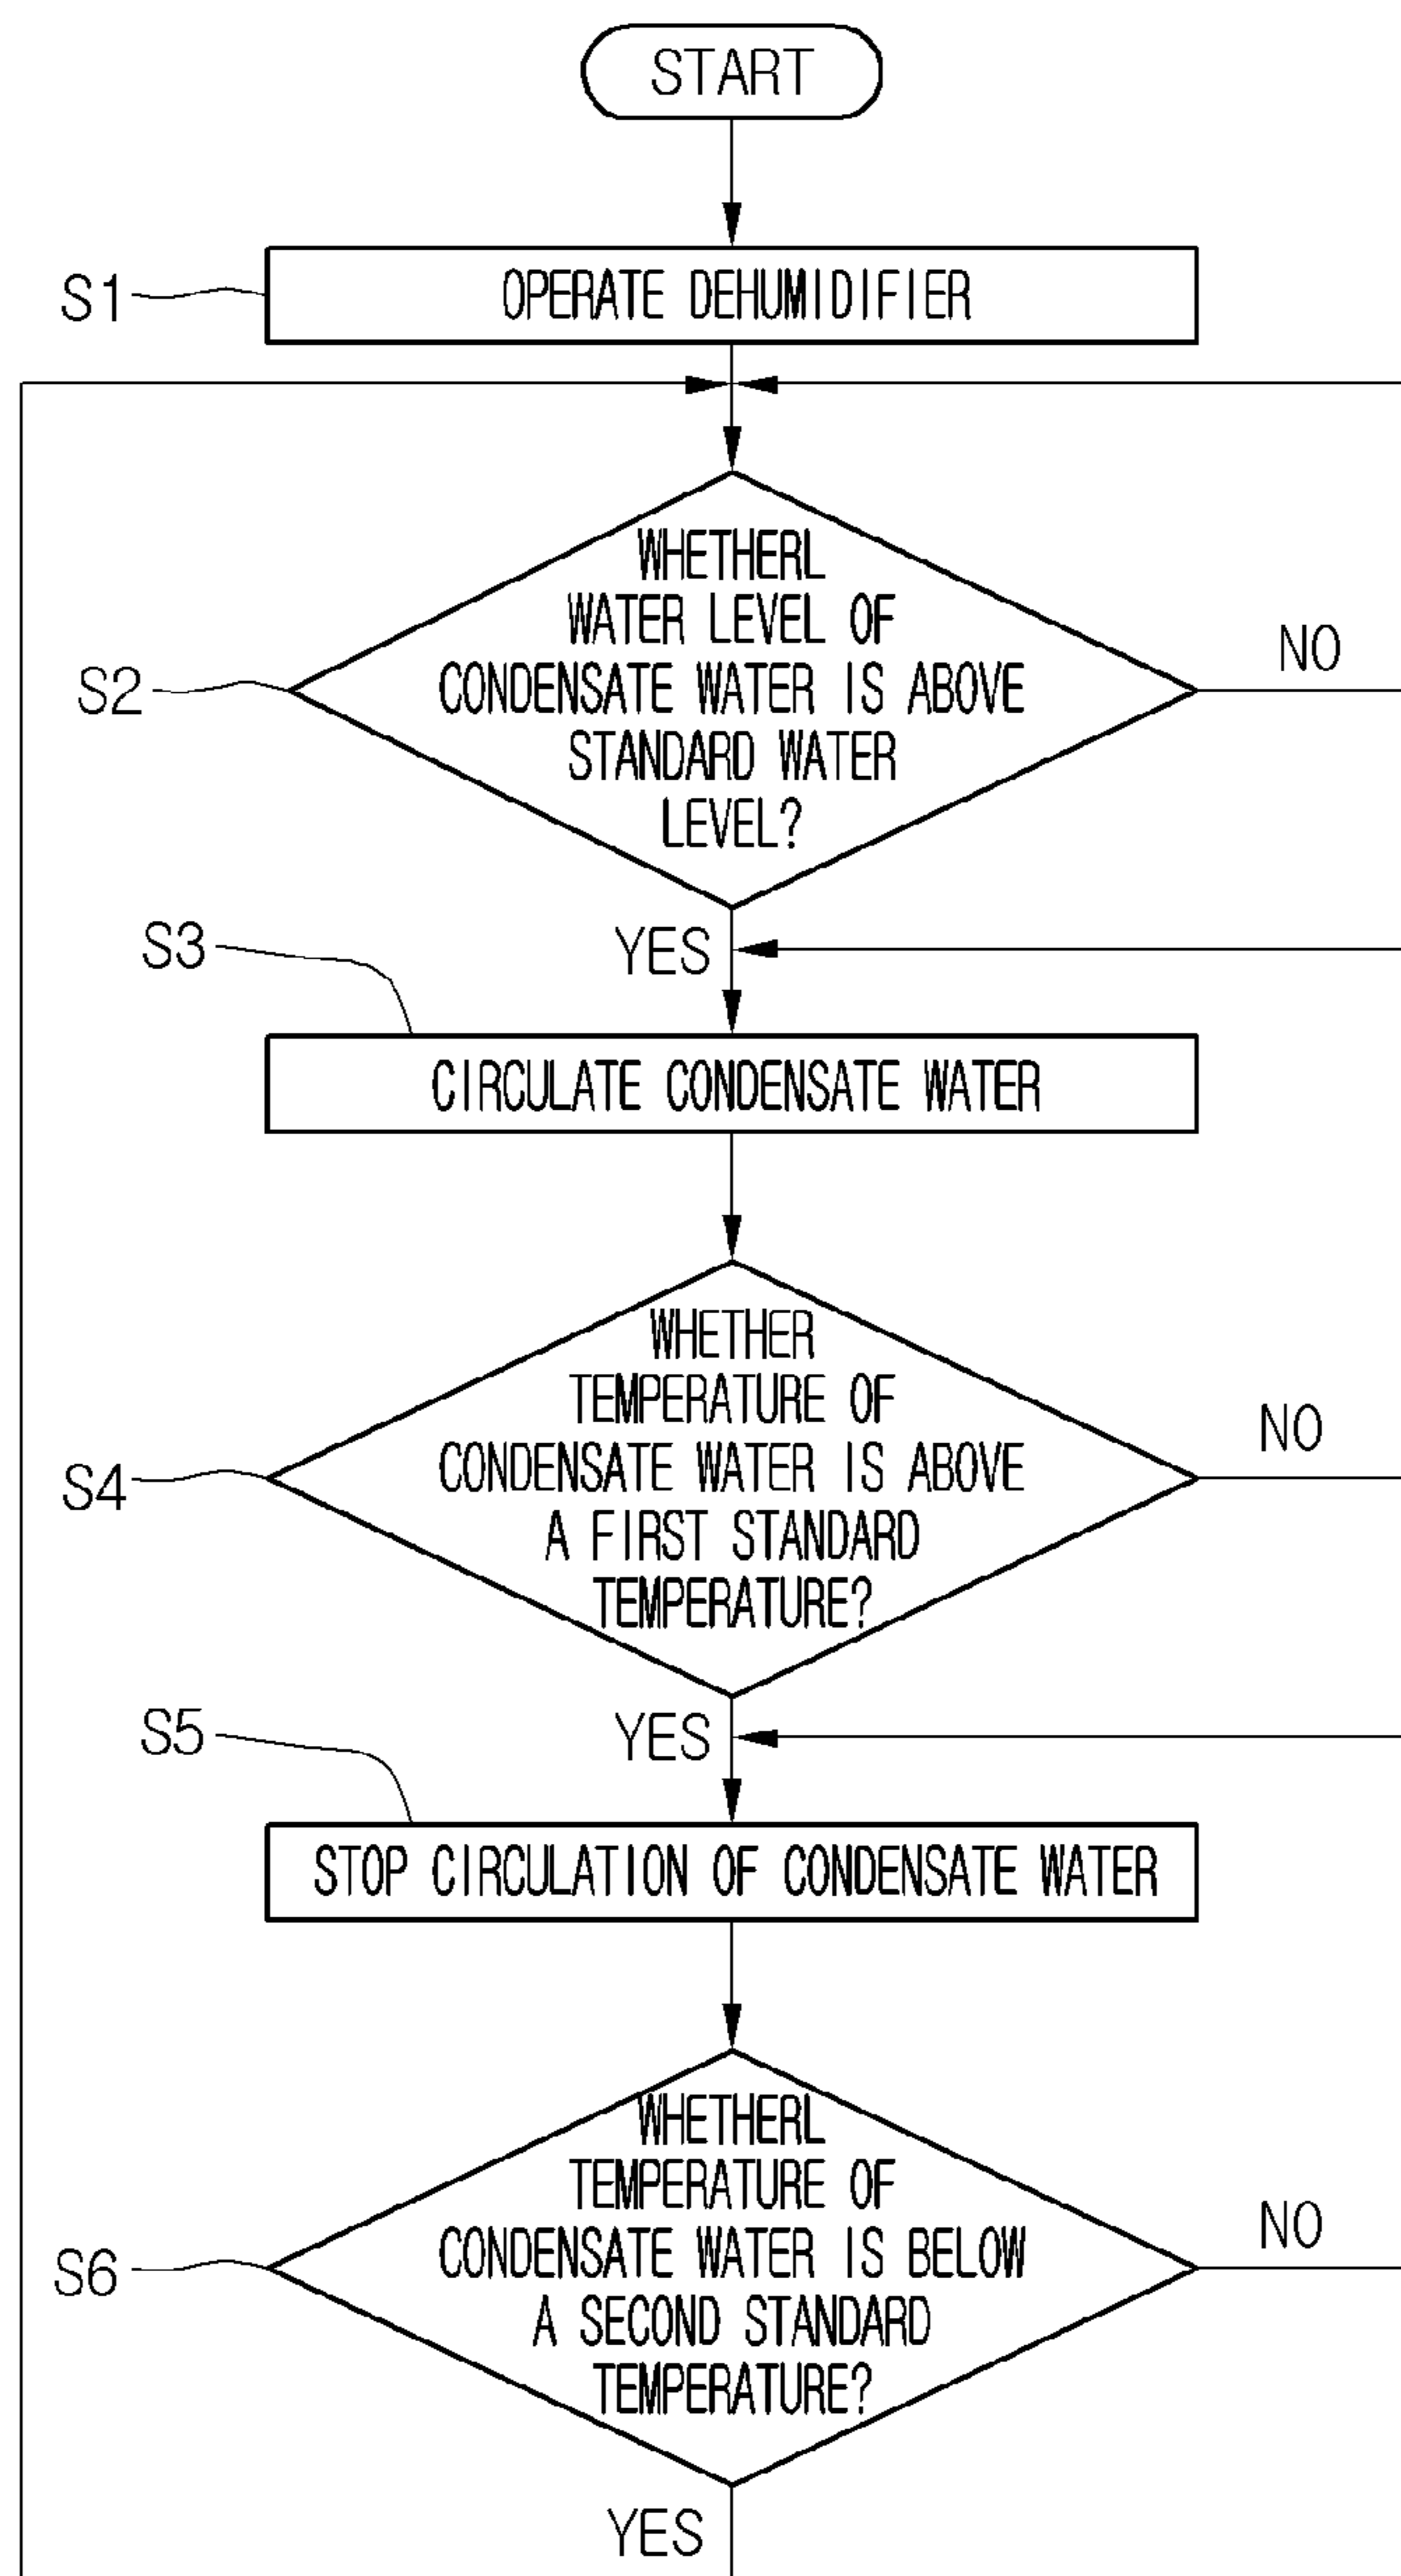 START
S1
OPERATE DEHUMIDIFIER
WHETHERL
WATER LEVEL OF
CONDENSATE WATER IS ABOVE
STANDARD WATER
LEVEL?
S2
NO
YES
S3
CIRCULATE CONDENSATE WATER
WHETHER
TEMPERATURE OF
CONDENSATE WATER IS ABOVE
A FIRST STANDARD
TEMPERATURE?
S4
NO
YES
S5
STOP CIRCULATION OF CONDENSATE WATER
WHETHERL
TEMPERATURE OF
CONDENSATE WATER IS BELOW
A SECOND STANDARD
TEMPERATURE?
S6
NO
YES